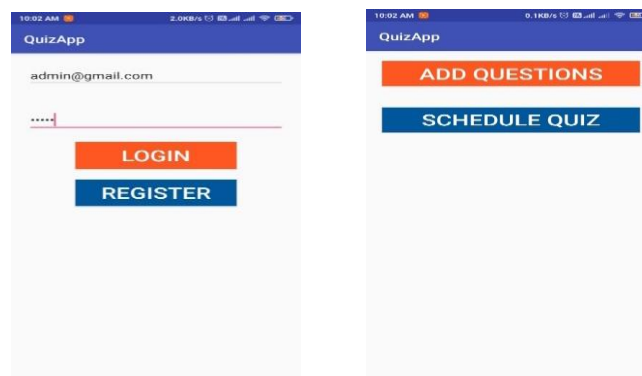 10:02 AM 2.0KB/s
QuizApp
admin@gmail.com
•••••
LOGIN
REGISTER
10:02 AM 0.1KB/s
QuizApp
ADD QUESTIONS
SCHEDULE QUIZ